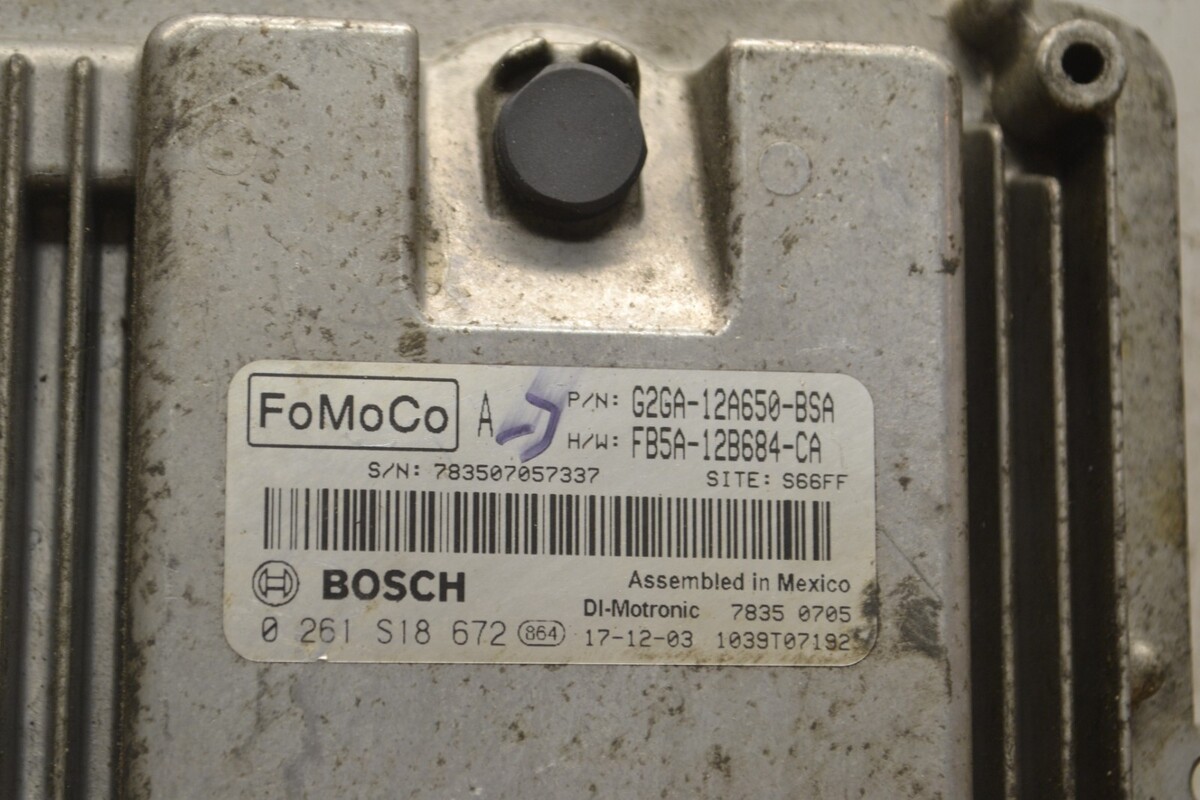 FoMoCo A P/N: G2GA-12A650-BSA
H/W: FB5A-12B684-CA
S/N: 783507057337 SITE: S66FF
BOSCH Assembled in Mexico
DI-Motronic 7835 0705
0 261 S18 672 864 17-12-03 1039T07192